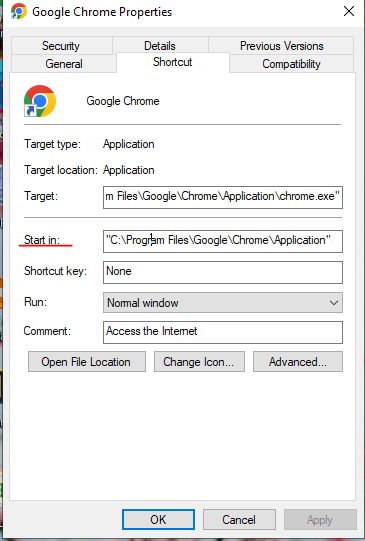 Google Chrome Properties
Security Details Previous Versions
General Shortcut Compatibility
Google Chrome
Target type: Application
Target location: Application
Target: m Files\Google\Chrome\Application\chrome.exe"
Start in: "C:\Program Files\Google\Chrome\Application"
Shortcut key: None
Run: Normal window
Comment: Access the Internet
Open File Location Change Icon... Advanced...
OK Cancel Apply